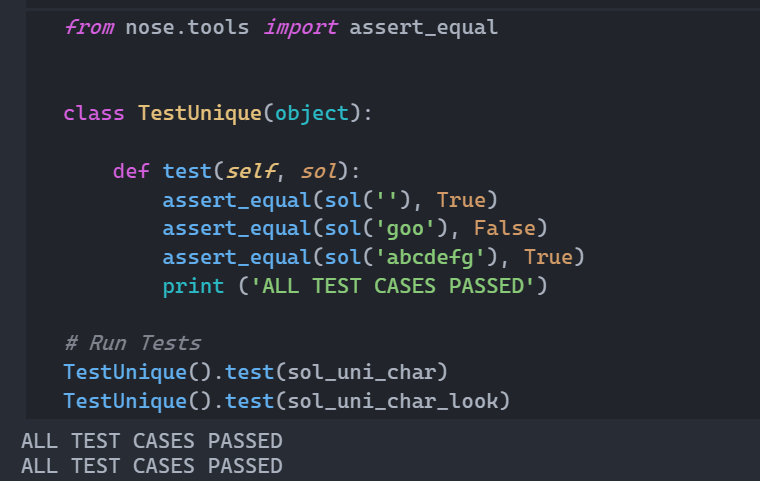 from nose.tools import assert_equal
class TestUnique(object):
def test(self, sol):
assert_equal(sol(''), True)
assert_equal(sol('goo'), False)
assert_equal(sol('abcdefg'), True)
print ('ALL TEST CASES PASSED')
# Run Tests
TestUnique().test(sol_uni_char)
TestUnique().test(sol_uni_char_look)
ALL TEST CASES PASSED
ALL TEST CASES PASSED